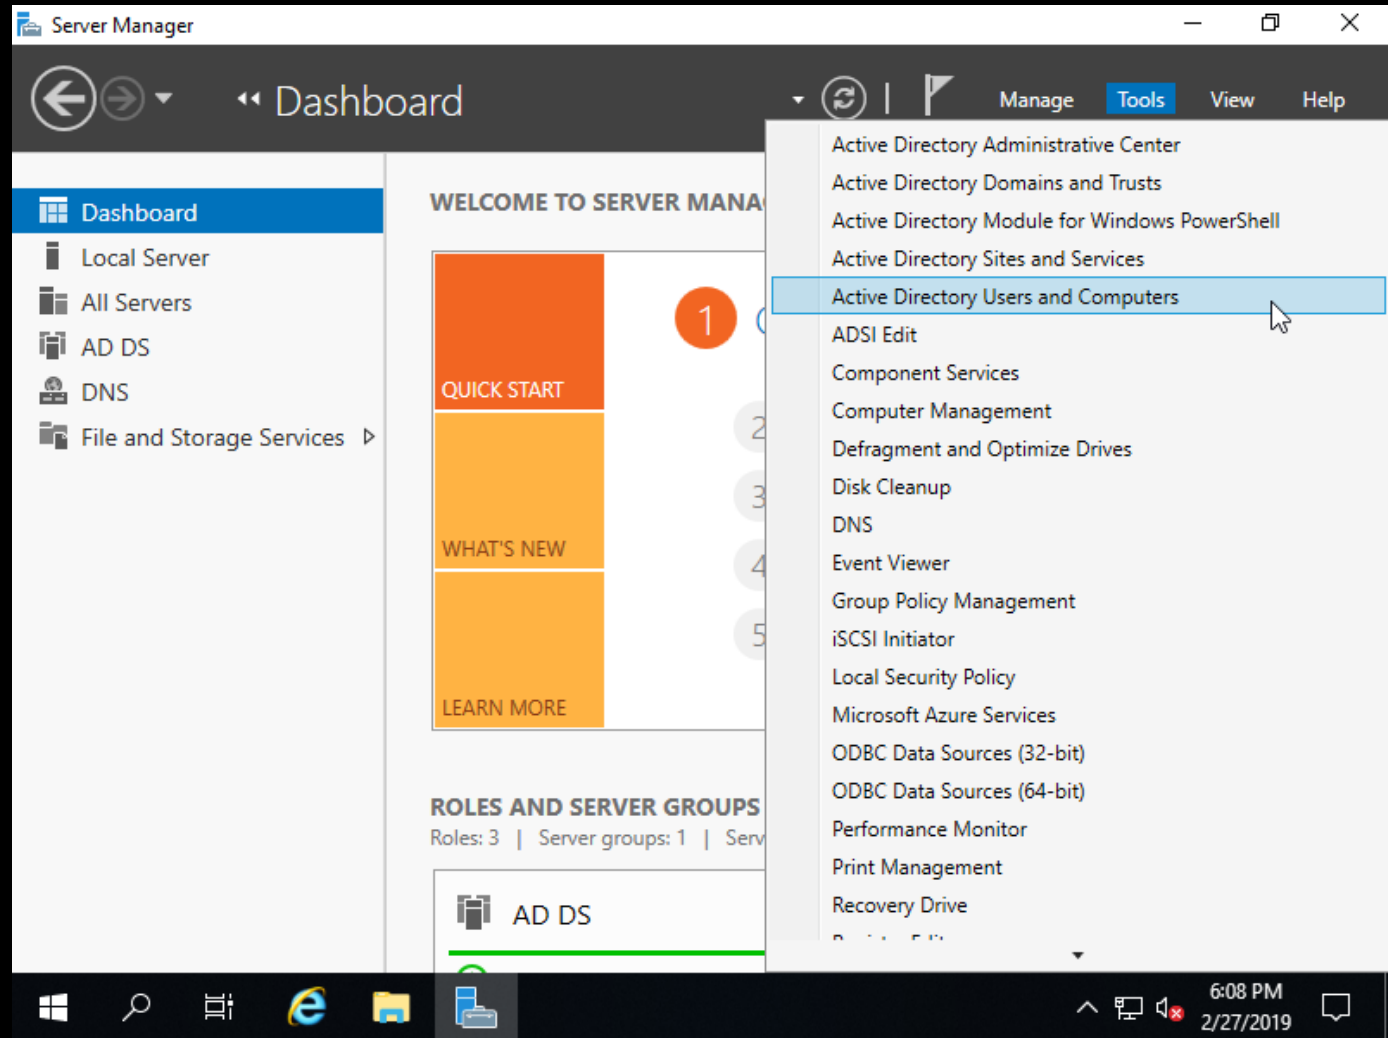 Server Manager
Dashboard
Manage Tools View Help
Dashboard
Local Server
All Servers
AD DS
DNS
File and Storage Services
WELCOME TO SERVER
1
QUICK START
2
3
WHAT'S NEW
4
5
LEARN MORE
ROLES AND SERVER GROUPS
Roles: 3 | Server groups: 1 |
AD DS
Active Directory Administrative Center
Active Directory Domains and Trusts
Active Directory Module for Windows PowerShell
Active Directory Sites and Services
Active Directory Users and Computers
ADSI Edit
Component Services
Computer Management
Defragment and Optimize Drives
Disk Cleanup
DNS
Event Viewer
Group Policy Management
iSCSI Initiator
Local Security Policy
Microsoft Azure Services
ODBC Data Sources (32-bit)
ODBC Data Sources (64-bit)
Performance Monitor
Print Management
Recovery Drive
6:08 PM
2/27/2019